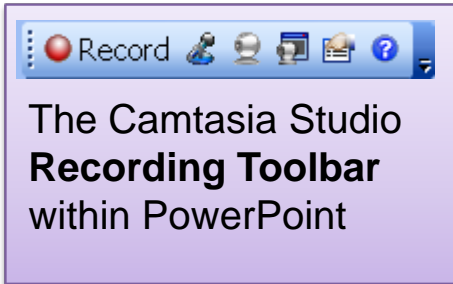 Record
The Camtasia Studio
Recording Toolbar
within PowerPoint